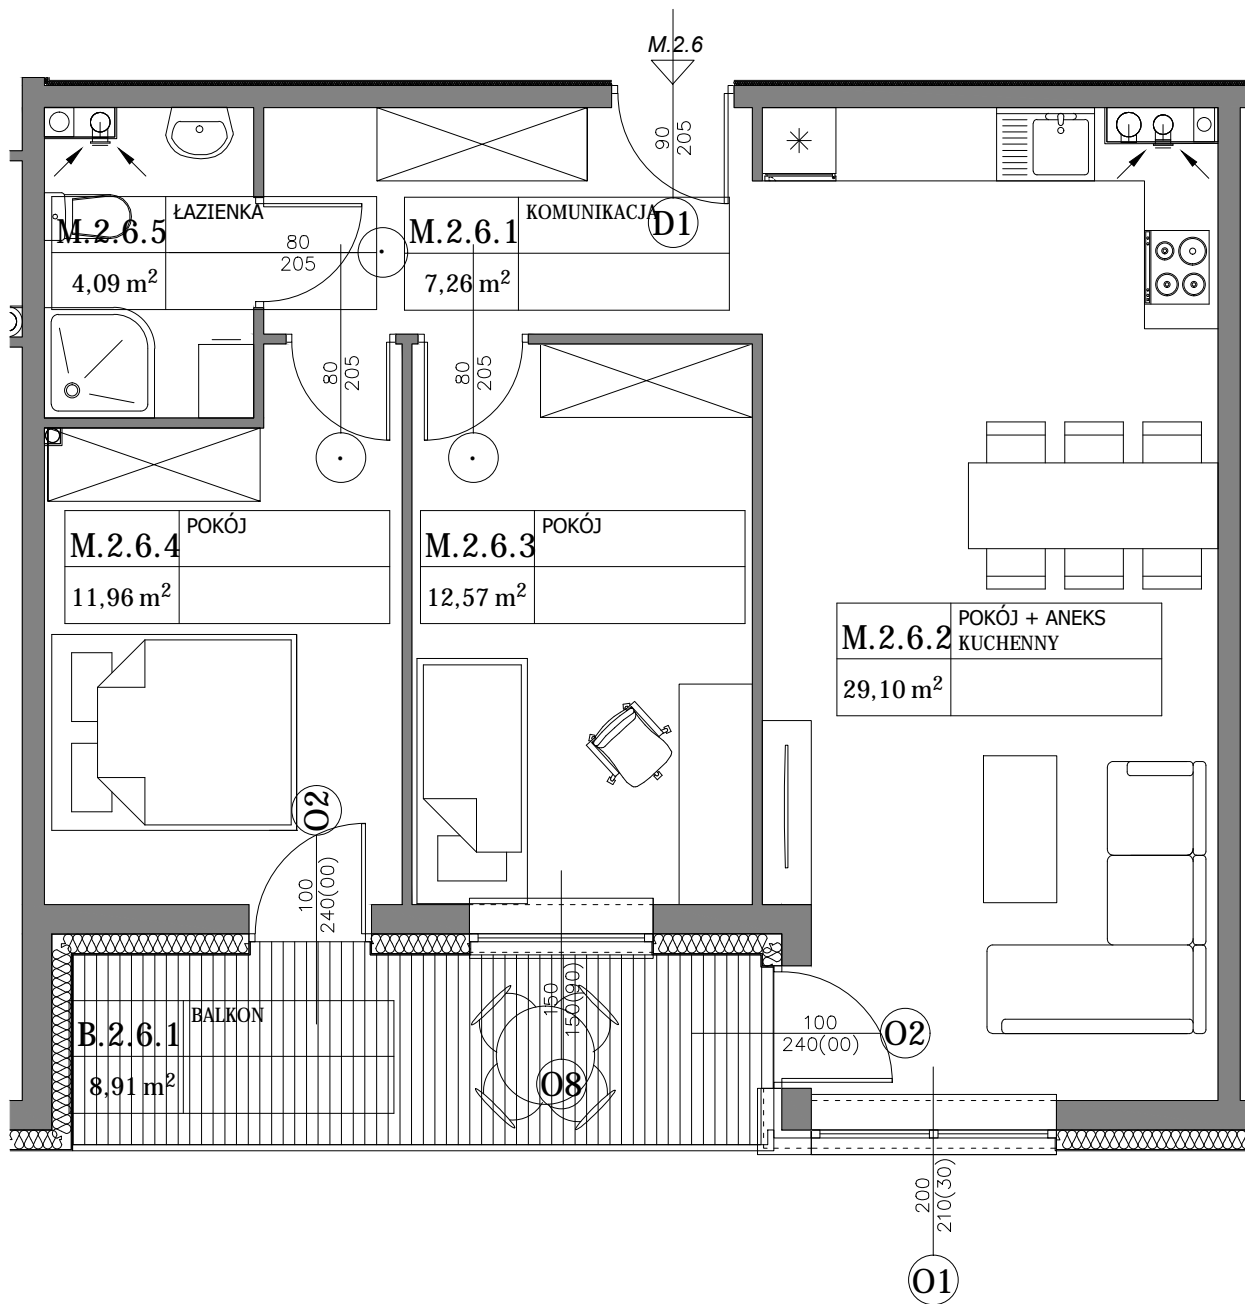 M.2.6
90
205
D1
M.2.6.5
ŁAZIENKA
4,09 m²
80
205
M.2.6.1
KOMUNIKACJA
7,26 m²
80
205
80
205
M.2.6.4
POKÓJ
11,96 m²
M.2.6.3
POKÓJ
12,57 m²
M.2.6.2
POKÓJ + ANEKS
KUCHENNY
29,10 m²
O2
100
240(00)
150
150(90)
O8
B.2.6.1
BALKON
8,91 m²
100
240(00)
O2
200
210(30)
O1